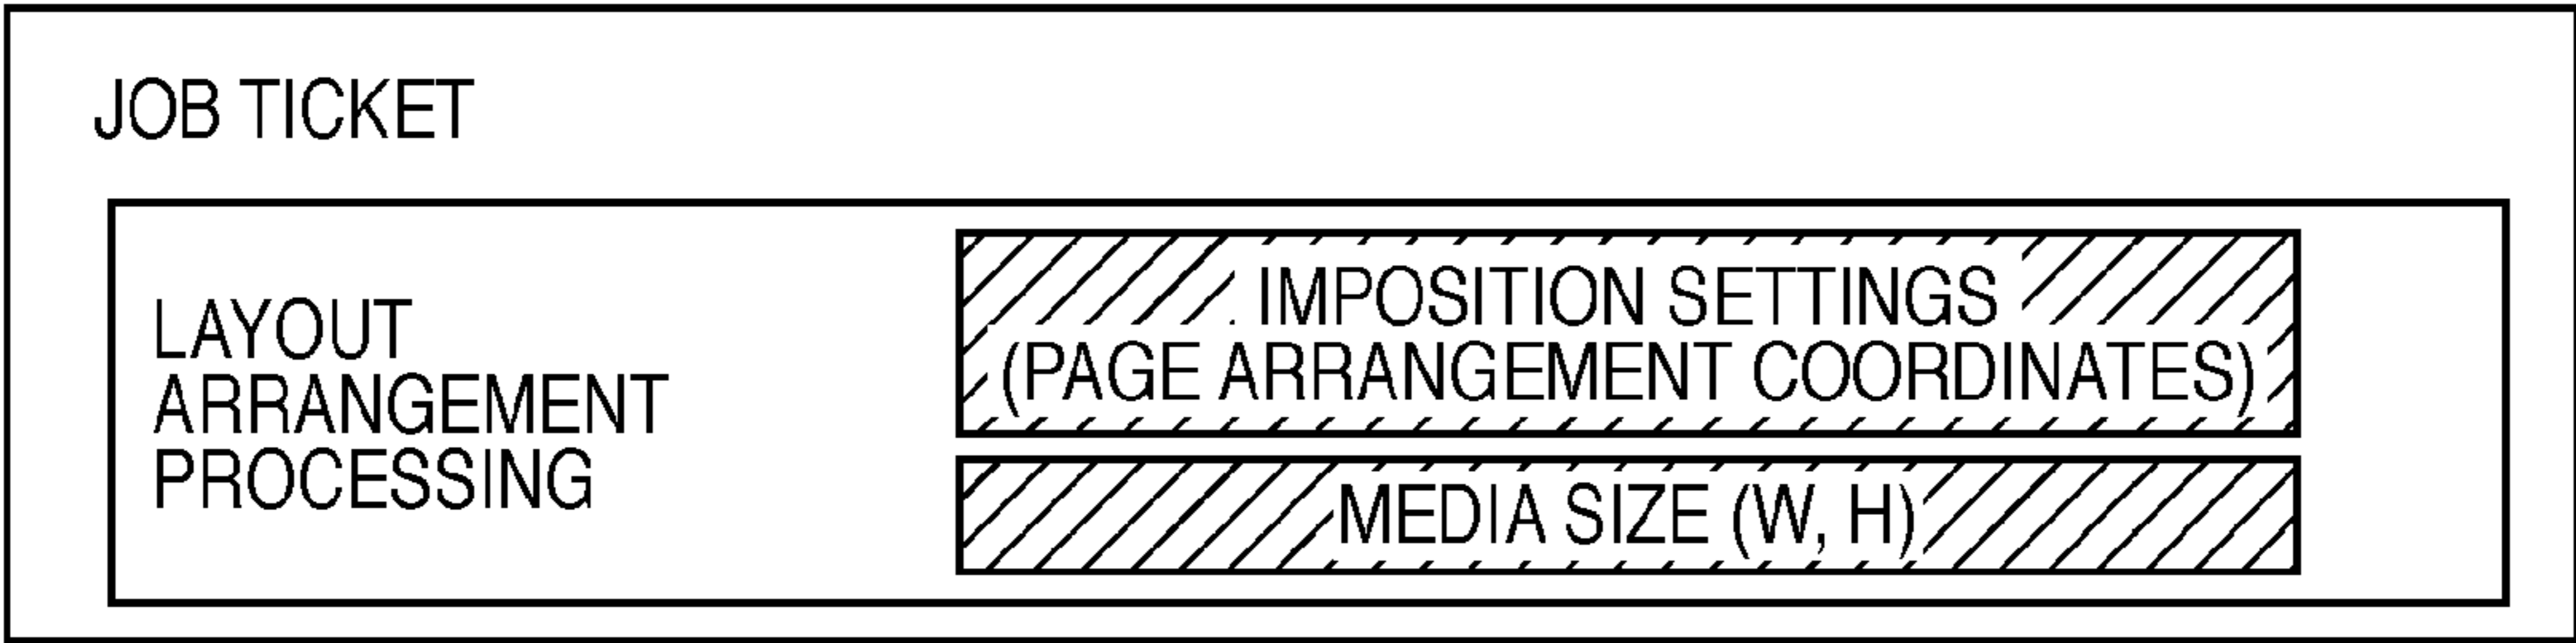 JOB TICKET
LAYOUT
ARRANGEMENT
PROCESSING
IMPOSITION SETTINGS
(PAGE ARRANGEMENT COORDINATES)
MEDIA SIZE (W, H)